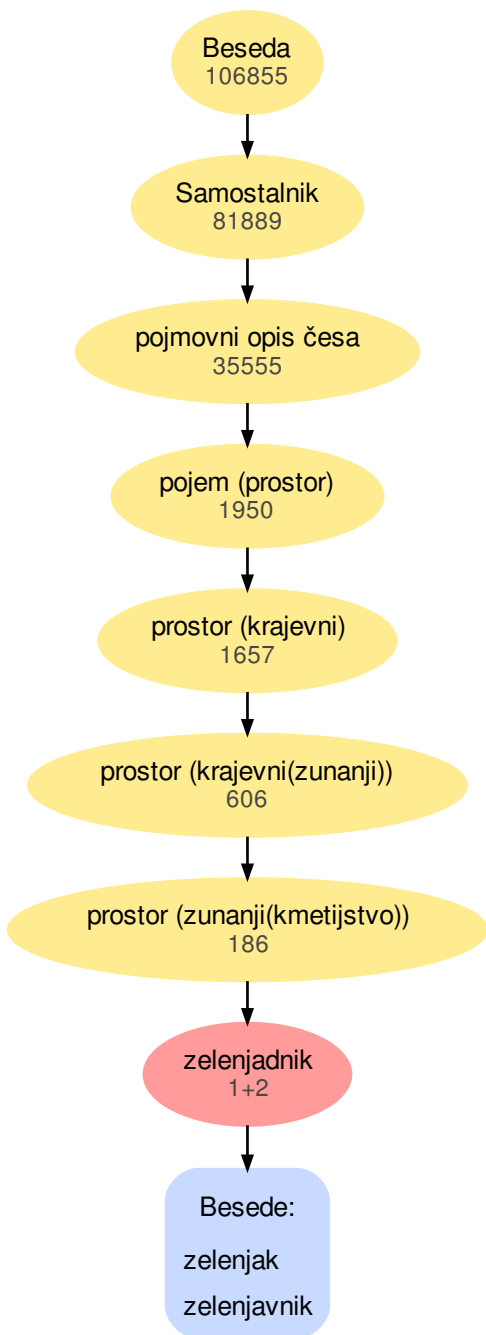 Beseda
106855
Samostalnik
81889
pojmovni opis česa
35555
pojem (prostor)
1950
prostor (krajevni)
1657
prostor (krajevni(zunanji))
606
prostor (zunanji(kmetijstvo))
186
zelenjadnik
1+2
Besede:
zelenjak
zelenjavnik